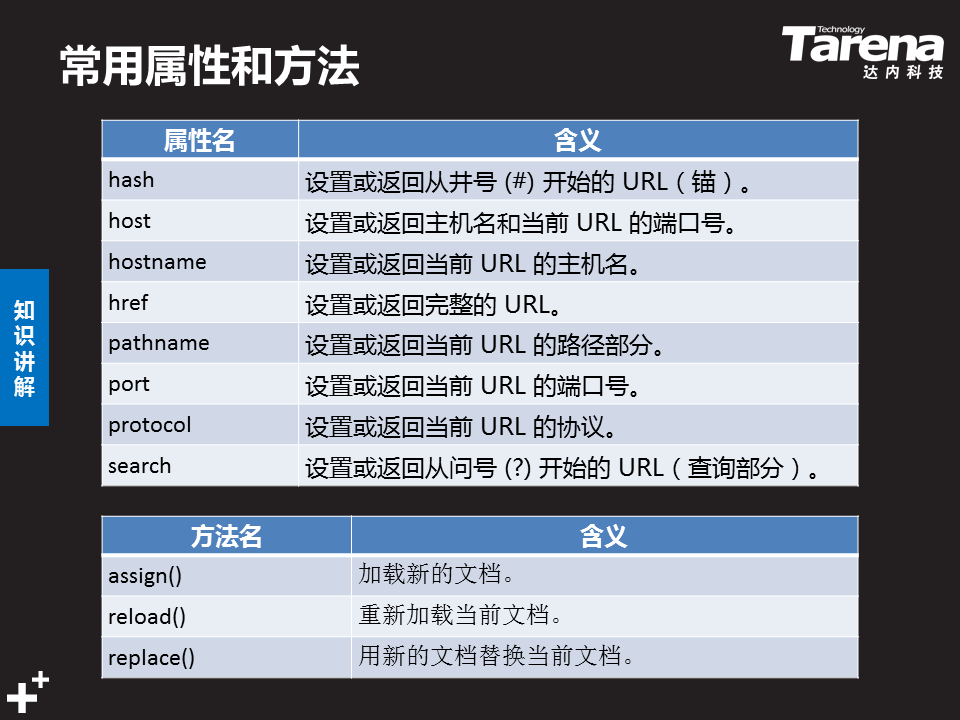 常用属性和方法
Technology
Tarena
达内科技
属性名 含义
hash 设置或返回从井号 (#) 开始的 URL（锚）。
host 设置或返回主机名和当前 URL 的端口号。
hostname 设置或返回当前 URL 的主机名。
href 设置或返回完整的 URL。
pathname 设置或返回当前 URL 的路径部分。
port 设置或返回当前 URL 的端口号。
protocol 设置或返回当前 URL 的协议。
search 设置或返回从问号 (?) 开始的 URL（查询部分）。
知识讲解
方法名 含义
assign() 加载新的文档。
reload() 重新加载当前文档。
replace() 用新的文档替换当前文档。